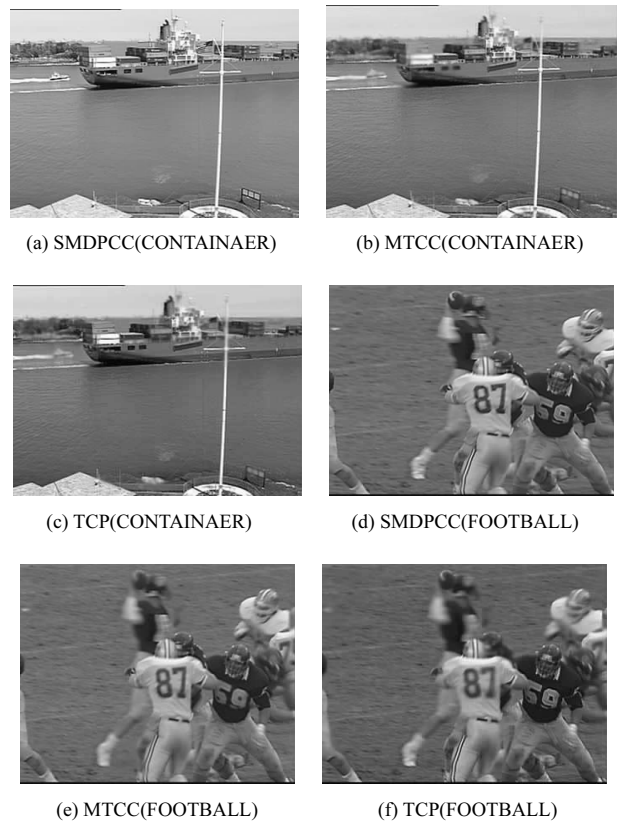 (a) SMDPCC(CONTAINAER)
(b) MTCC(CONTAINAER)
(c) TCP(CONTAINAER)
(d) SMDPCC(FOOTBALL)
87
59
(e) MTCC(FOOTBALL)
87
59
(f) TCP(FOOTBALL)
87
59